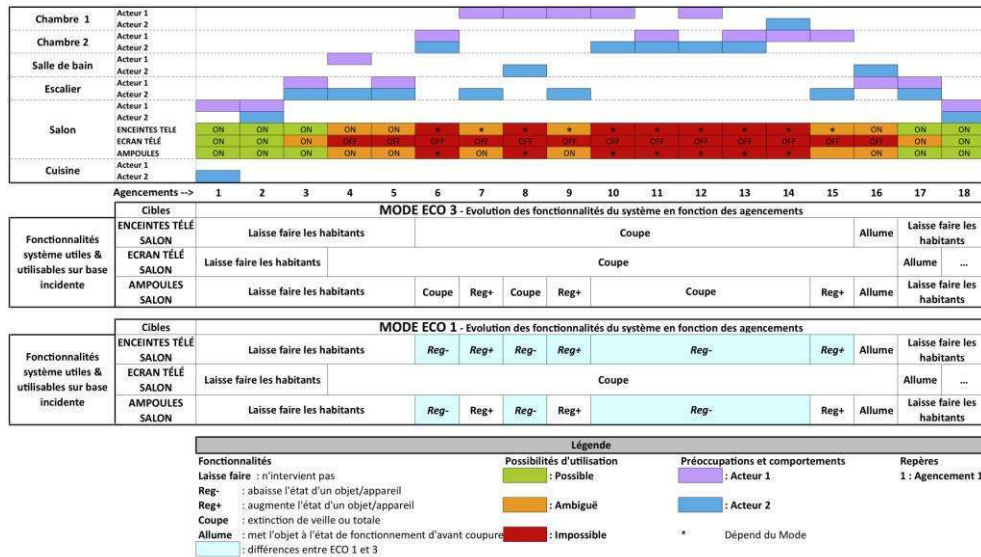 Chambre 1 Acteur 1
Acteur 2
Chambre 2 Acteur 1
Acteur 2
Salle de bain Acteur 1
Acteur 2
Escalier Acteur 1
Acteur 2
Salon Acteur 1
Acteur 2
ENCEINTES TELE ON ON ON ON ON * * * * * * * * * * ON ON ON
ECRAN TÉLÉ ON ON ON OFF OFF OFF OFF OFF OFF OFF OFF OFF OFF OFF OFF OFF ON ON
AMPOULES ON ON ON ON ON * ON * ON * * * * * ON ON ON ON
Cuisine Acteur 1
Acteur 2
Agencements --> 1 2 3 4 5 6 7 8 9 10 11 12 13 14 15 16 17 18
Cibles MODE ECO 3 - Evolution des fonctionnalités du système en fonction des agencements
Fonctionnalités système utiles & utilisables sur base incidente
ENCEINTES TÉLÉ SALON Laisse faire les habitants Coupe Allume Laisse faire les habitants
ECRAN TÉLÉ SALON Laisse faire les habitants Coupe Allume ...
AMPOULES SALON Laisse faire les habitants Coupe Reg+ Coupe Reg+ Coupe Reg+ Allume Laisse faire les habitants
Cibles MODE ECO 1 - Evolution des fonctionnalités du système en fonction des agencements
Fonctionnalités système utiles & utilisables sur base incidente
ENCEINTES TÉLÉ SALON Laisse faire les habitants Reg- Reg+ Reg- Reg+ Reg- Reg+ Allume Laisse faire les habitants
ECRAN TÉLÉ SALON Laisse faire les habitants Coupe Allume ...
AMPOULES SALON Laisse faire les habitants Reg- Reg+ Reg- Reg+ Reg- Reg+ Allume Laisse faire les habitants
Légende
Fonctionnalités Possibilités d'utilisation Préoccupations et comportements Repères
Laisse faire : n'intervient pas : Possible : Acteur 1 1 : Agencement 1
Reg- : abaisse l'état d'un objet/appareil
Reg+ : augmente l'état d'un objet/appareil : Ambiguë : Acteur 2
Coupe : extinction de veille ou totale
Allume : met l'objet à l'état de fonctionnement d'avant coupure : Impossible * Dépend du Mode
: différences entre ECO 1 et 3